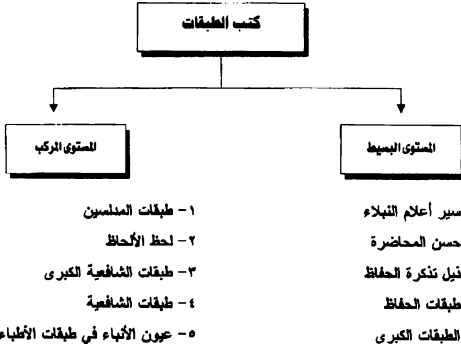 كتب الطبقات
المستوى البسيط
المستوى المركب
سير أعلام النبلاء
حسن المحاضرة
ذيل تذكرة الحفاظ
طبقات الحفاظ
الطبقات الكبرى
١- طبقات المدلسين
٢- لحظ الألحاظ
٣- طبقات الشافعية الكبرى
٤- طبقات الشافعية
٥- عيون الأنباء في طبقات الأطباء